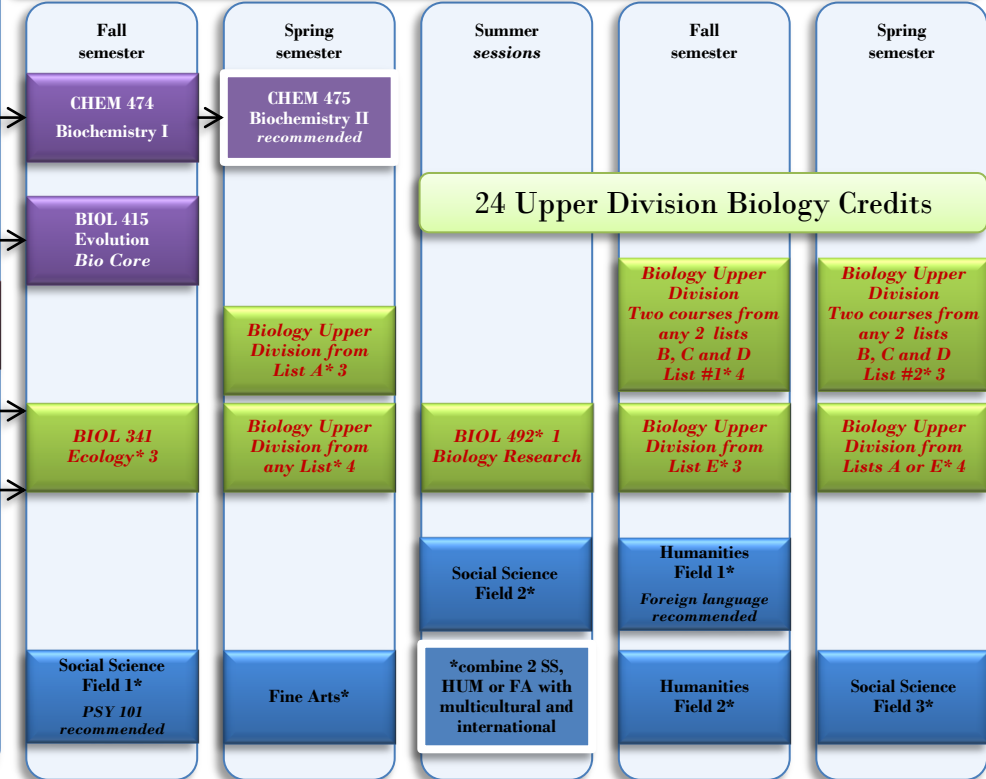 Fall
semester
CHEM 474
Biochemistry I
BIOL 415
Evolution
Bio Core
BIOL 341
Ecology* 3
Social Science
Field 1*
PSY 101
recommended
Spring
semester
CHEM 475
Biochemistry II
recommended
Biology Upper
Division from
List A* 3
Biology Upper
Division from
any List* 4
Fine Arts*
Summer
sessions
24 Upper Division Biology Credits
BIOL 492* 1
Biology Research
Social Science
Field 2*
*combine 2 SS,
HUM or FA with
multicultural and
international
Fall
semester
Biology Upper
Division
Two courses from
any 2 lists
B, C and D
List #1* 4
Biology Upper
Division from
List E* 3
Humanities
Field 1*
Foreign language
recommended
Humanities
Field 2*
Spring
semester
Biology Upper
Division
Two courses from
any 2 lists
B, C and D
List #2* 3
Biology Upper
Division from
Lists A or E* 4
Social Science
Field 3*